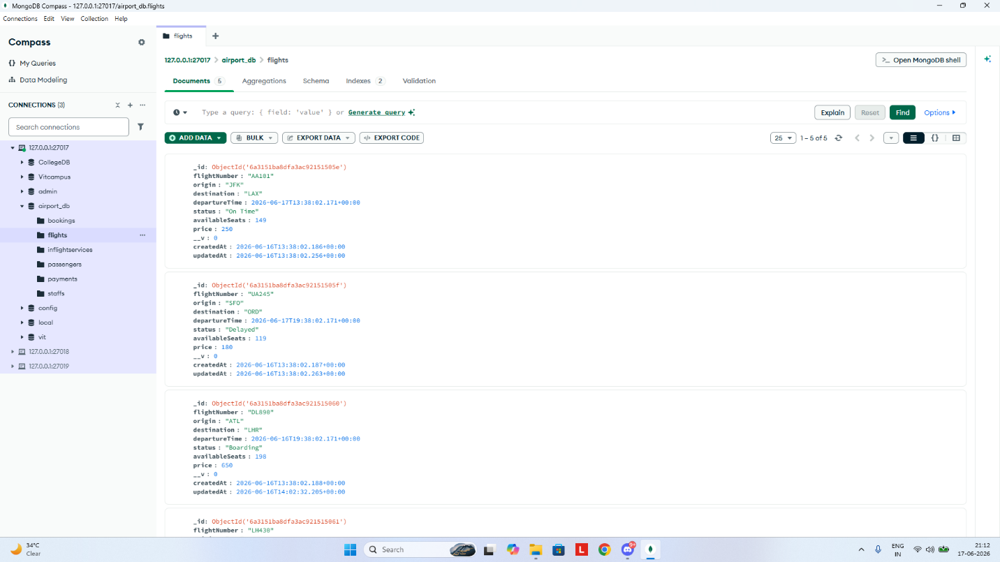 MongoDB Compass - 127.0.0.1:27017/airport_db.flights
Connections Edit View Collection Help
Compass
flights
My Queries
Data Modeling
CONNECTIONS (3)
Search connections
127.0.0.1:27017
CollegeDB
Vitcampus
admin
airport_db
bookings
flights
inflightservices
passengers
payments
staffs
config
local
vit
127.0.0.1:27018
127.0.0.1:27019
127.0.0.1:27017 > airport_db > flights
>_ Open MongoDB shell
Documents 5 Aggregations Schema Indexes 2 Validation
Type a query: { field: 'value' } or Generate query
Explain Reset Find Options
ADD DATA BULK EXPORT DATA EXPORT CODE
25 1 – 5 of 5
_id: ObjectId('6a3151ba8dfa3ac92151505e')
flightNumber : "AA101"
origin : "JFK"
destination : "LAX"
departureTime : 2026-06-17T13:38:02.171+00:00
status : "On Time"
availableSeats : 149
price : 250
__v : 0
createdAt : 2026-06-16T13:38:02.186+00:00
updatedAt : 2026-06-16T13:38:02.256+00:00
_id: ObjectId('6a3151ba8dfa3ac92151505f')
flightNumber : "UA245"
origin : "SFO"
destination : "ORD"
departureTime : 2026-06-17T19:38:02.171+00:00
status : "Delayed"
availableSeats : 119
price : 180
__v : 0
createdAt : 2026-06-16T13:38:02.187+00:00
updatedAt : 2026-06-16T13:38:02.263+00:00
_id: ObjectId('6a3151ba8dfa3ac921515060')
flightNumber : "DL890"
origin : "ATL"
destination : "LHR"
departureTime : 2026-06-16T19:38:02.171+00:00
status : "Boarding"
availableSeats : 198
price : 650
__v : 0
createdAt : 2026-06-16T13:38:02.188+00:00
updatedAt : 2026-06-16T14:02:32.205+00:00
_id: ObjectId('6a3151ba8dfa3ac921515061')
flightNumber : "LH430"
34°C
Clear
Search
L
9+
ENG
IN
21:12
17-06-2026